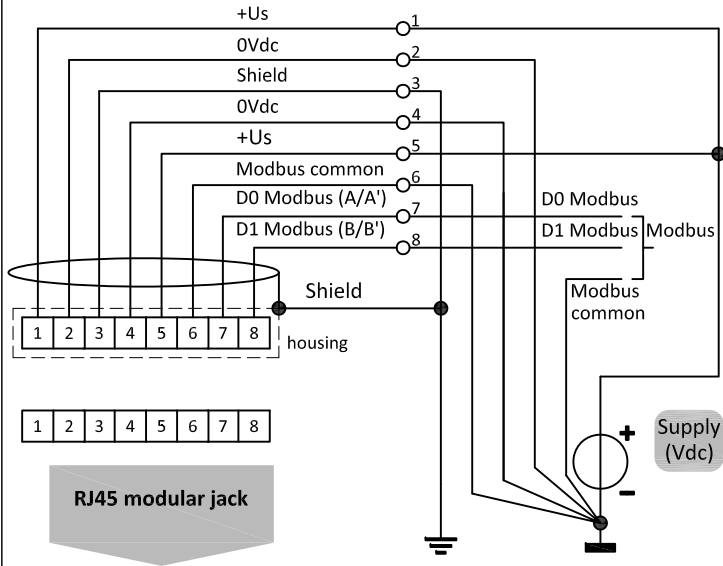 +Us
1
0Vdc
2
Shield
3
0Vdc
4
+Us
5
Modbus common
6
D0 Modbus (A/A')
7
D0 Modbus
D1 Modbus (B/B')
8
D1 Modbus
Modbus
Modbus
common
Shield
1 2 3 4 5 6 7 8
housing
1 2 3 4 5 6 7 8
RJ45 modular jack
+
Supply
(Vdc)
−